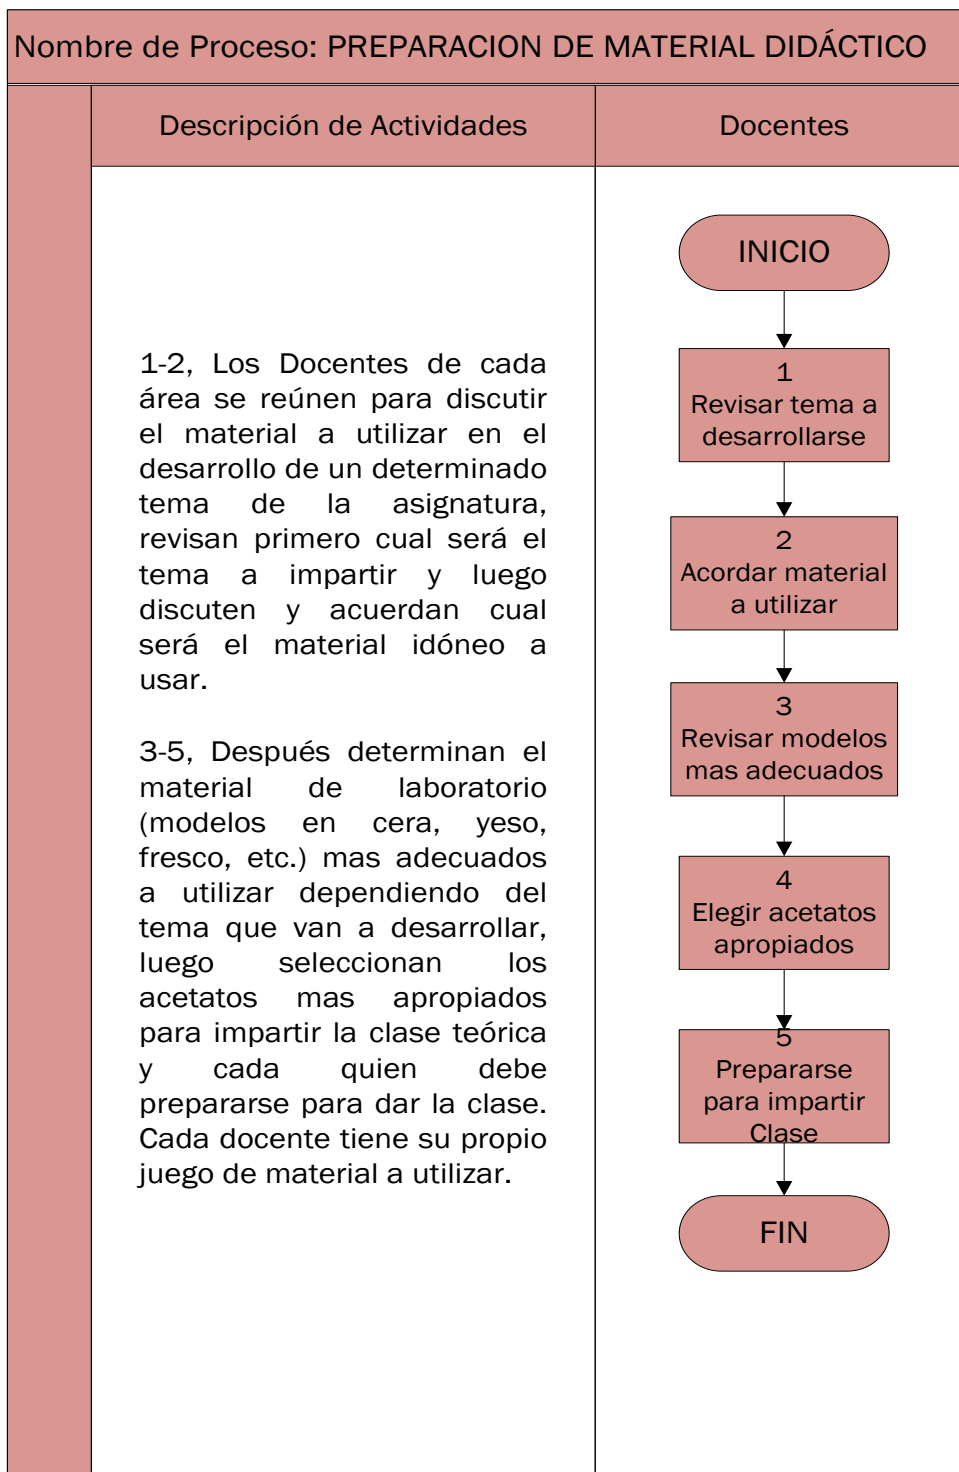 Nombre de Proceso: PREPARACION DE MATERIAL DIDÁCTICO
Descripción de Actividades
Docentes
1-2, Los Docentes de cada
área se reúnen para discutir
el material a utilizar en el
desarrollo de un determinado
tema de la asignatura,
revisan primero cual será el
tema a impartir y luego
discuten y acuerdan cual
será el material idóneo a
usar.
3-5, Después determinan el
material de laboratorio
(modelos en cera, yeso,
fresco, etc.) mas adecuados
a utilizar dependiendo del
tema que van a desarrollar,
luego seleccionan los
acetatos mas apropiados
para impartir la clase teórica
y cada quien debe
prepararse para dar la clase.
Cada docente tiene su propio
juego de material a utilizar.
INICIO
1
Revisar tema a
desarrollarse
2
Acordar material
a utilizar
3
Revisar modelos
mas adecuados
4
Elegir acetatos
apropiados
5
Prepararse
para impartir
Clase
FIN